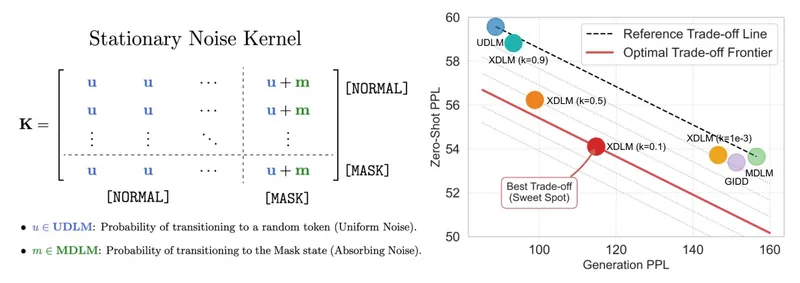 Stationary Noise Kernel
K =
u u ⋯ u + m
u u ⋯ u + m
⋮ ⋮ ⋱ ⋮
u u ⋯ u + m
[NORMAL]
[MASK]
[NORMAL] [MASK]
• u ∈ UDLM: Probability of transitioning to a random token (Uniform Noise).
• m ∈ MDLM: Probability of transitioning to the Mask state (Absorbing Noise).
60
58
56
54
52
50
Zero-Shot PPL
Reference Trade-off Line
Optimal Trade-off Frontier
UDLM
XDLM (k=0.9)
XDLM (k=0.5)
XDLM (k=0.1)
XDLM (k=1e-3)
GIDD
MDLM
Best Trade-off
(Sweet Spot)
100 120 140 160
Generation PPL